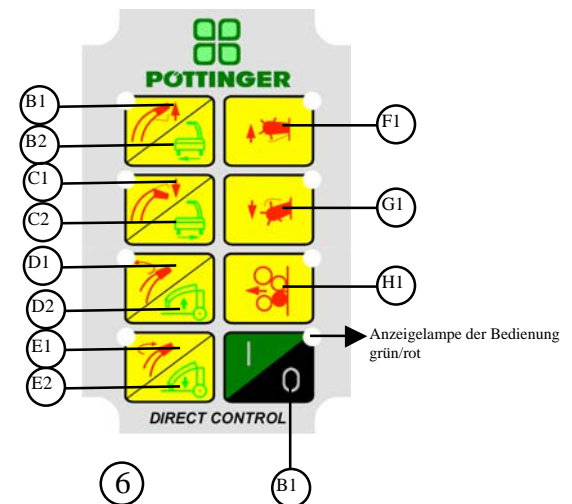 PÖTTINGER
B1
B2
F1
C1
C2
G1
D1
D2
H1
E1
E2
I
0
Anzeigelampe der Bedienung
grün/rot
DIRECT CONTROL
6
B1